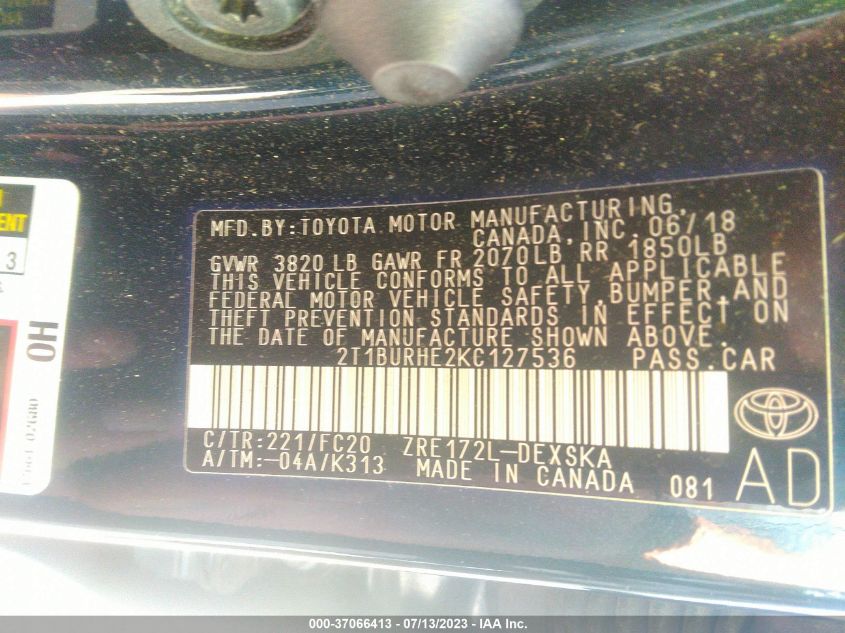 MFD.BY:TOYOTA MOTOR MANUFACTURING,
CANADA, INC. 06/18
GVWR 3820 LB GAWR FR 2070LB, RR 1850LB
THIS VEHICLE CONFORMS TO ALL APPLICABLE
FEDERAL MOTOR VEHICLE SAFETY,BUMPER,AND
THEFT PREVENTION STANDARDS IN EFFECT ON
THE DATE OF MANUFACTURE SHOWN ABOVE.
2T1BURHE2KC127536 PASS.CAR
C/TR:221/FC20 ZRE172L-DEXSKA
A/TM:-04A/K313 MADE IN CANADA 081
AD
3
HO
000-37066413 - 07/13/2023 - IAA Inc.